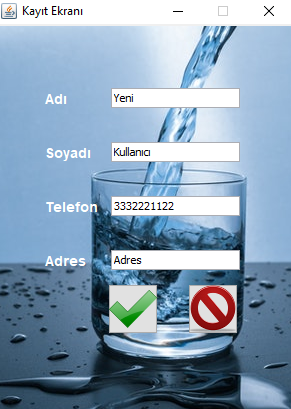 Kayıt Ekranı
Adı Yeni
Soyadı Kullanıcı
Telefon 3332221122
Adres Adres